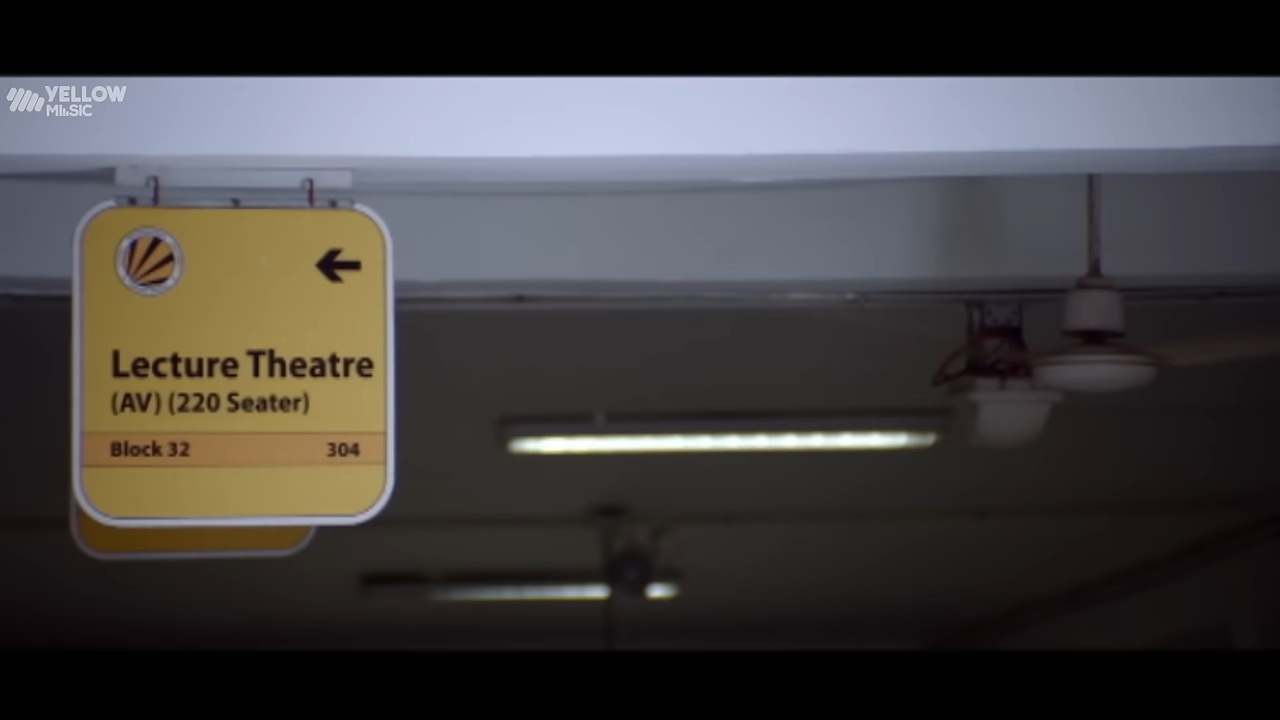 YELLOW
MUSIC
Lecture Theatre
(AV) (220 Seater)
Block 32 304